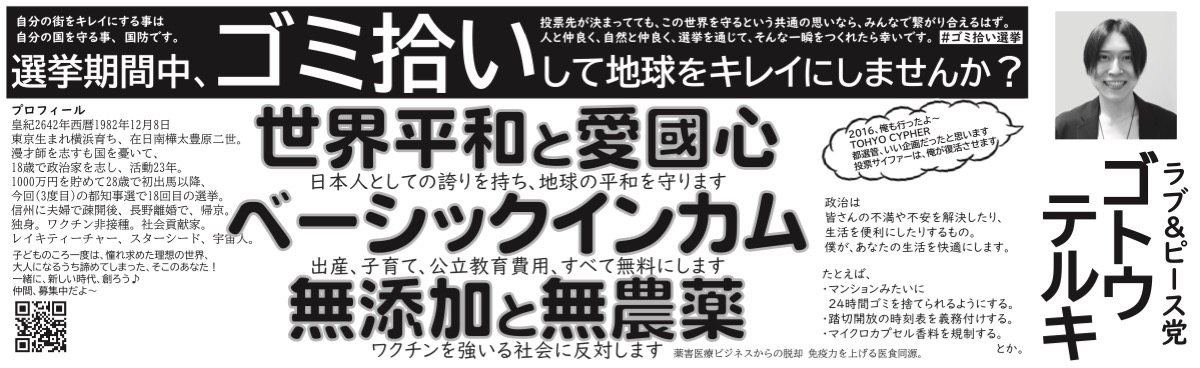 自分の街をキレイにする事は
自分の国を守る事、国防です。
選挙期間中、ゴミ拾いして地球をキレイにしませんか？
投票先が決まってても、この世界を守るという共通の思いなら、みんなで繋がり合えるはず。
人と仲良く、自然と仲良く、選挙を通じて、そんな一瞬をつくれたら幸いです。 #ゴミ拾い選挙
プロフィール
皇紀2642年西暦1982年12月8日
東京生まれ横浜育ち、在日南樺太豊原二世。
漫才師を志すも国を憂いて、
18歳で政治家を志し、活動23年。
1000万円を貯めて28歳で初出馬以降、
今回(3度目)の都知事選で18回目の選挙。
信州に夫婦で疎開後、長野離婚で、帰京。
独身。ワクチン非接種。社会貢献家。
レイキティーチャー、スターシード、宇宙人。
子どものころ一度は、憧れ求めた理想の世界、
大人になるうち諦めてしまった、そこのあなた！
一緒に、新しい時代、創ろう♪
仲間、募集中だよ～
世界平和と愛國心
日本人としての誇りを持ち、地球の平和を守ります
ベーシックインカム
出産、子育て、公立教育費用、すべて無料にします
無添加と無農薬
ワクチンを強いる社会に反対します
薬害医療ビジネスからの脱却 免疫力を上げる医食同源。
2016、俺も行ったよ～
TOHYO CYPHER
都選管、いい企画だったと思います
投票サイファーは、俺が復活させます
政治は
皆さんの不満や不安を解決したり、
生活を便利にしたりするもの。
僕が、あなたの生活を快適にします。
たとえば、
・マンションみたいに
24時間ゴミを捨てられるようにする。
・踏切開放の時刻表を義務付けする。
・マイクロカプセル香料を規制する。
とか。
ラブ&ピース党
ゴトウ
テルキ